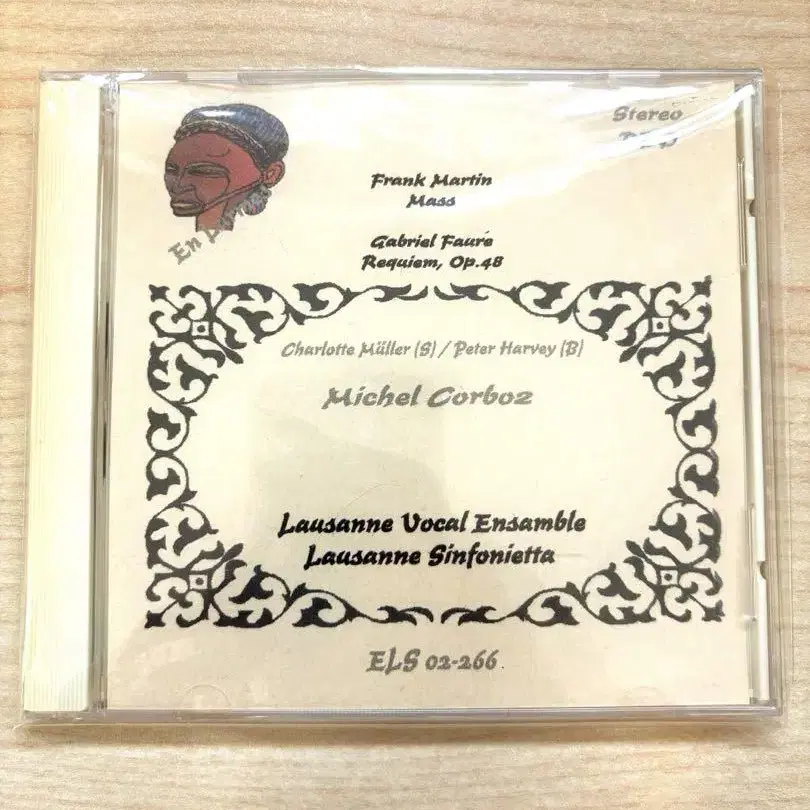 Stereo
En
Frank Martin
Mass
Gabriel Fauré
Requiem, Op.48
Charlotte Müller (S) / Peter Harvey (B)
Michel Corboz
Lausanne Vocal Ensamble
Lausanne Sinfonietta
ELS 02-266